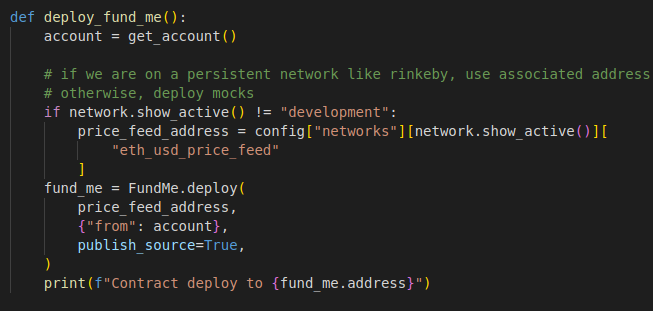 def deploy_fund_me():
    account = get_account()

    # if we are on a persistent network like rinkeby, use associated address
    # otherwise, deploy mocks
    if network.show_active() != "development":
        price_feed_address = config["networks"][network.show_active()][
            "eth_usd_price_feed"
        ]
    fund_me = FundMe.deploy(
        price_feed_address,
        {"from": account},
        publish_source=True,
    )
    print(f"Contract deploy to {fund_me.address}")